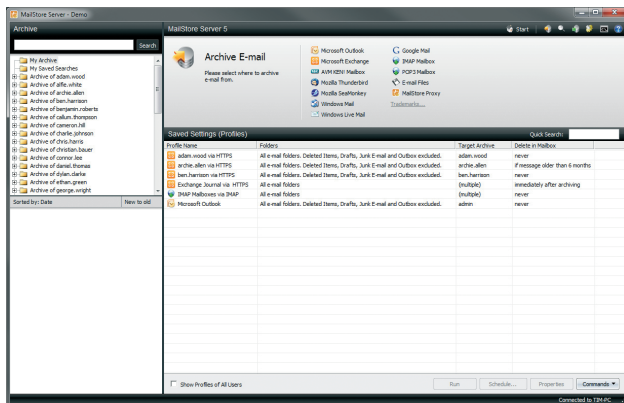 MailStore Server - Demo
Archive
MailStore Server 5
Start
Search
My Archive
My Saved Searches
Archive of adam.wood
Archive of alfie.white
Archive of archie.allen
Archive of ben.harrison
Archive of benjamin.roberts
Archive of callum.thompson
Archive of cameron.hill
Archive of charlie.johnson
Archive of chris.harris
Archive of christian.bauer
Archive of connor.lee
Archive of daniel.thomas
Archive of dylan.clarke
Archive of ethan.green
Archive of george.wright
Sorted by: Date New to old
Archive E-mail
Please select where to archive
e-mail from.
Microsoft Outlook
Microsoft Exchange
AVM KEN! Mailbox
Mozilla Thunderbird
Mozilla SeaMonkey
Windows Mail
Windows Live Mail
Google Mail
IMAP Mailbox
POP3 Mailbox
E-mail Files
MailStore Proxy
Trademarks...
Saved Settings (Profiles) Quick Search:
Profile Name Folders Target Archive Delete in Mailbox
adam.wood via HTTPS All e-mail folders. Deleted Items, Drafts, Junk E-mail and Outbox excluded. adam.wood never
archie.allen via HTTPS All e-mail folders. Deleted Items, Drafts, Junk E-mail and Outbox excluded. archie.allen if message older than 6 months
ben.harrison via HTTPS All e-mail folders. Deleted Items, Drafts, Junk E-mail and Outbox excluded. ben.harrison never
Exchange Journal via HTTPS All e-mail folders (multiple) immediately after archiving
IMAP Mailboxes via IMAP All e-mail folders. Deleted Items, Drafts, Junk E-mail and Outbox excluded. (multiple) never
Microsoft Outlook All e-mail folders. Deleted Items, Drafts, Junk E-mail and Outbox excluded. admin never
Show Profiles of All Users Run Schedule... Properties Commands
Connected to TIM-PC